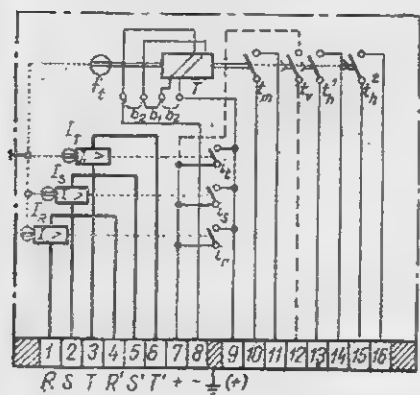 f_t T t_m t_v t_h^1 t_h^2
b_2 b_1 b_2
I_T I > i_t
I_S I > i_s
I_R I > i_r
1 2 3 4 5 6 7 8 9 10 11 12 13 14 15 16
R S T R' S' T' + - ⏚ (+)